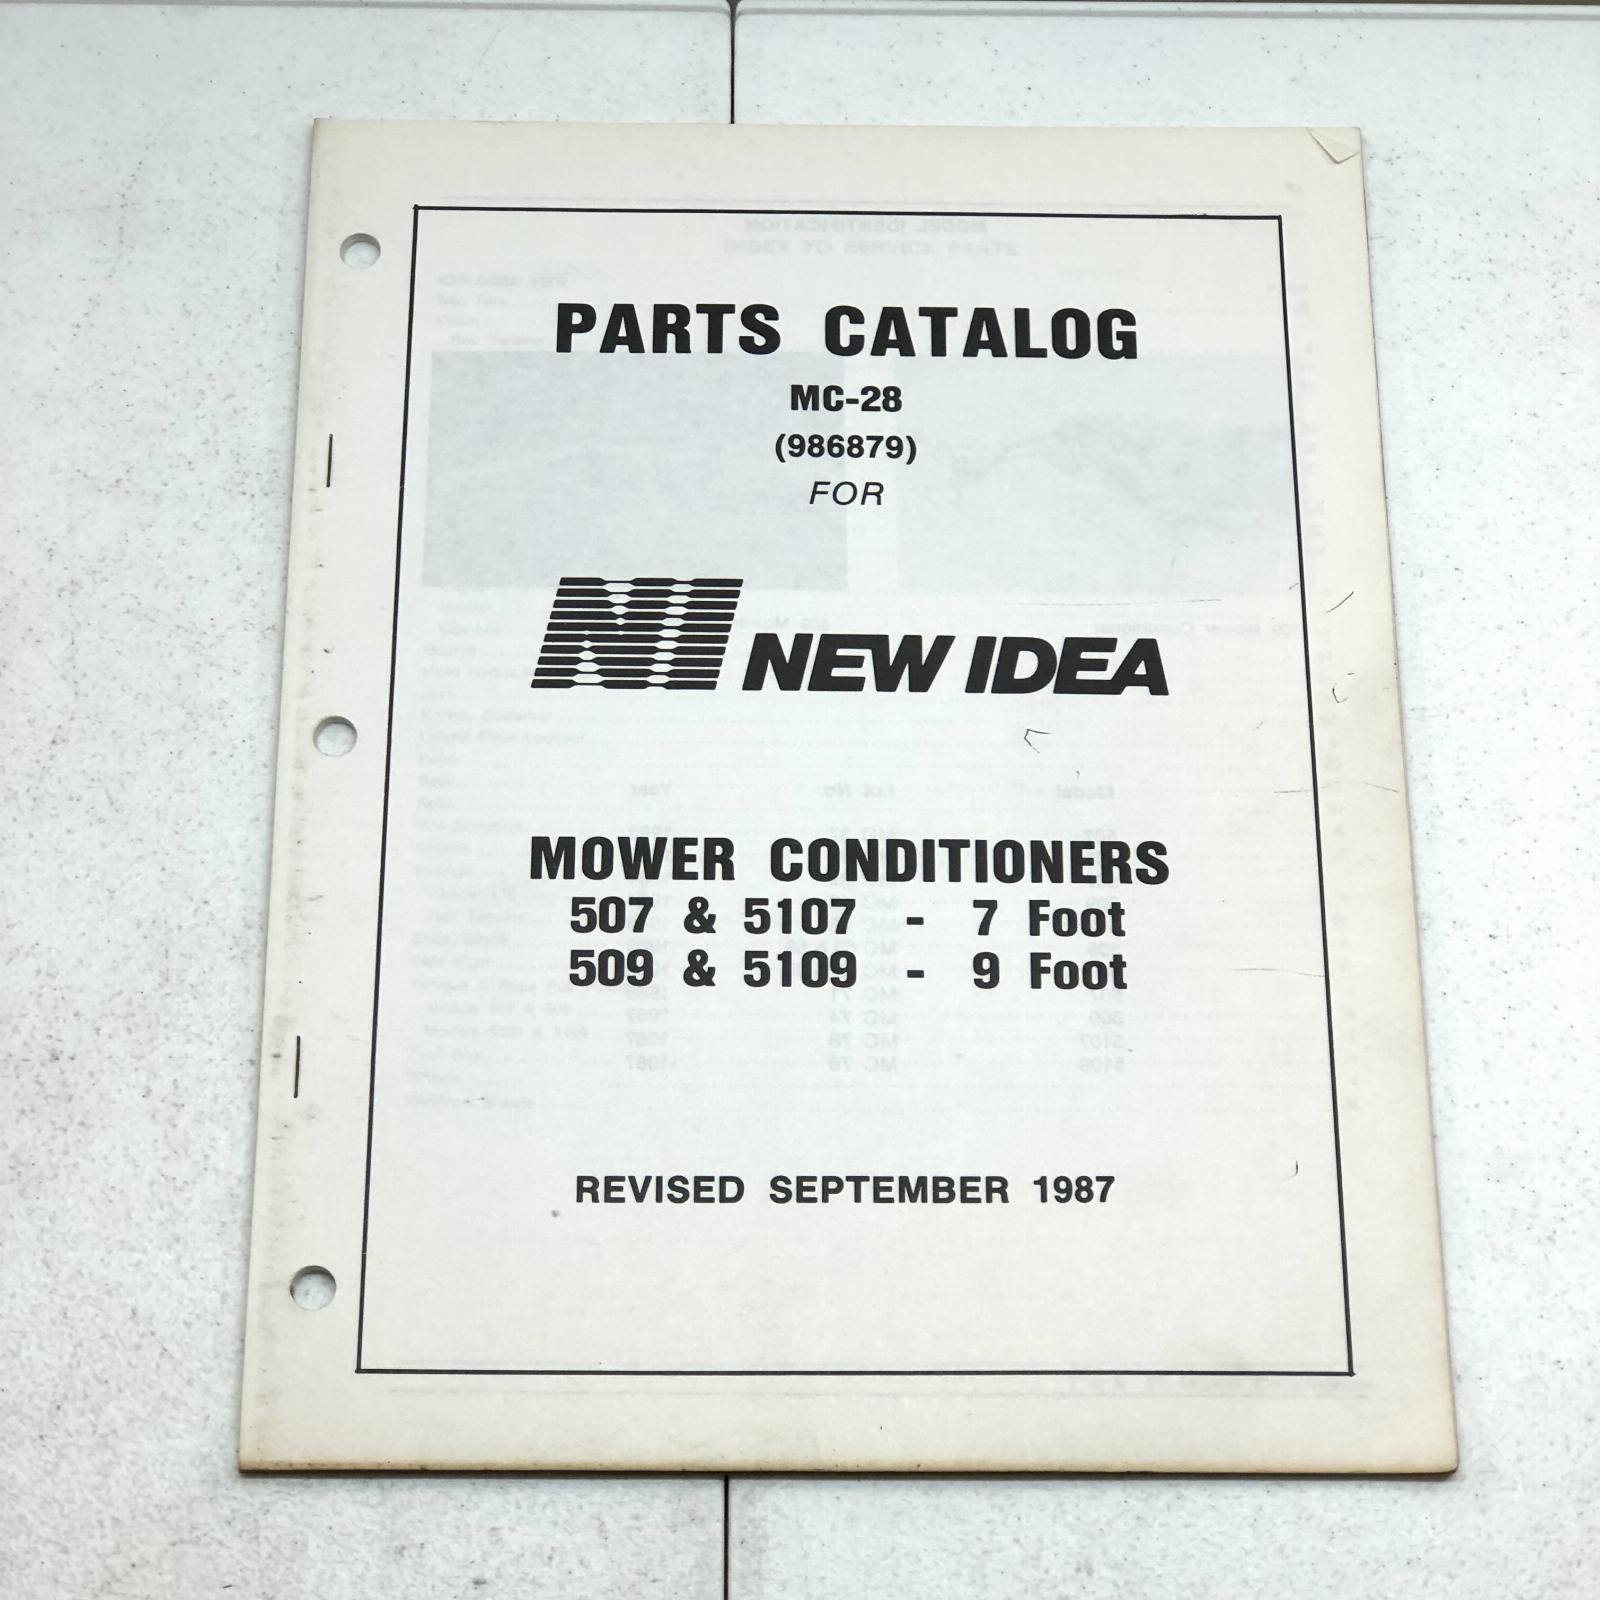 PARTS CATALOG
MC-28
(986879)
FOR
NEW IDEA
MOWER CONDITIONERS
507 & 5107 - 7 Foot
509 & 5109 - 9 Foot
REVISED SEPTEMBER 1987